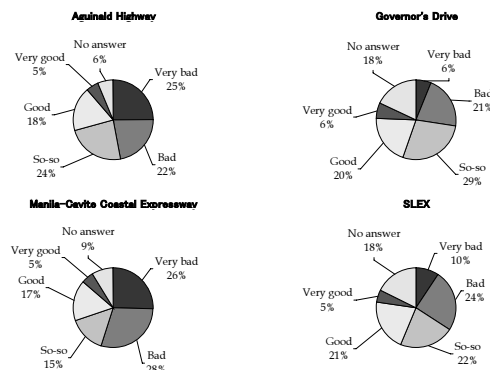 Aguinald Highway
No answer
6%
Very good
5%
Very bad
25%
Good
18%
So-so
24%
Bad
22%
Governor's Drive
No answer
18%
Very bad
6%
Bad
21%
Very good
6%
Good
20%
So-so
29%
Manila-Cavite Coastal Expressway
No answer
9%
Very good
5%
Very bad
26%
Good
17%
So-so
15%
Bad
28%
SLEX
No answer
18%
Very bad
10%
Bad
24%
Very good
5%
Good
21%
So-so
22%